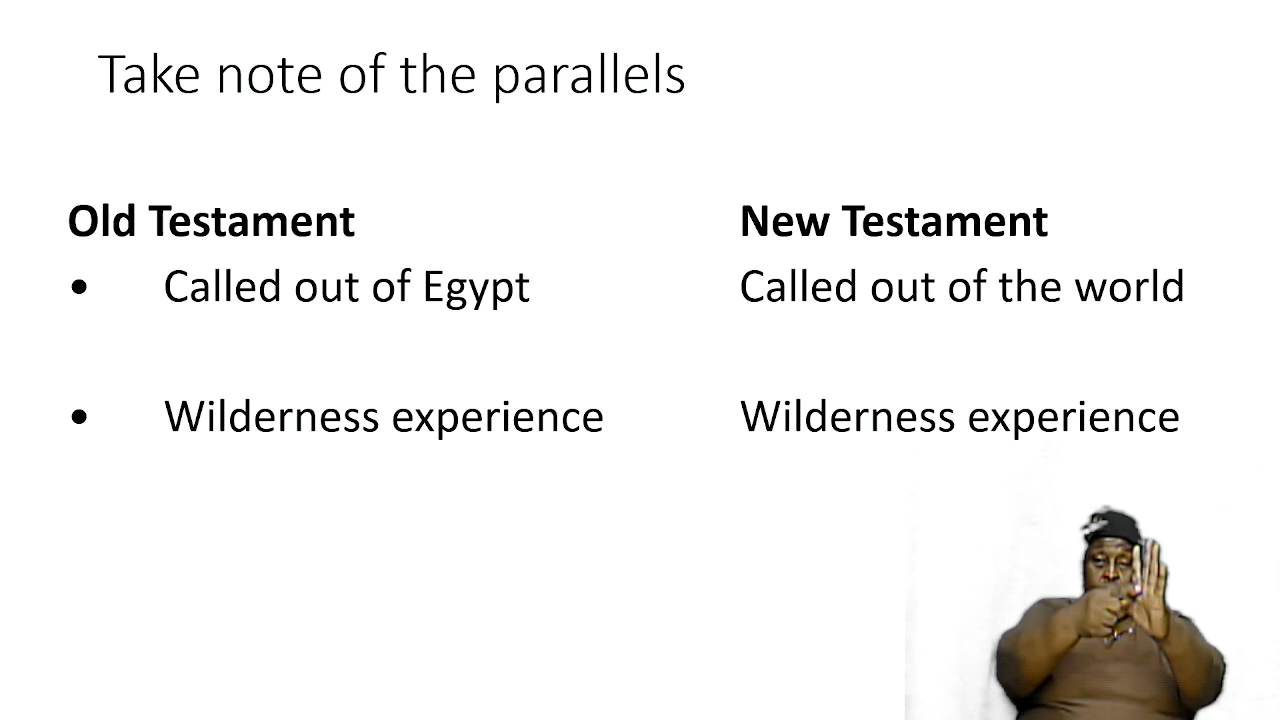 Take note of the parallels
Old Testament New Testament
• Called out of Egypt Called out of the world
• Wilderness experience Wilderness experience